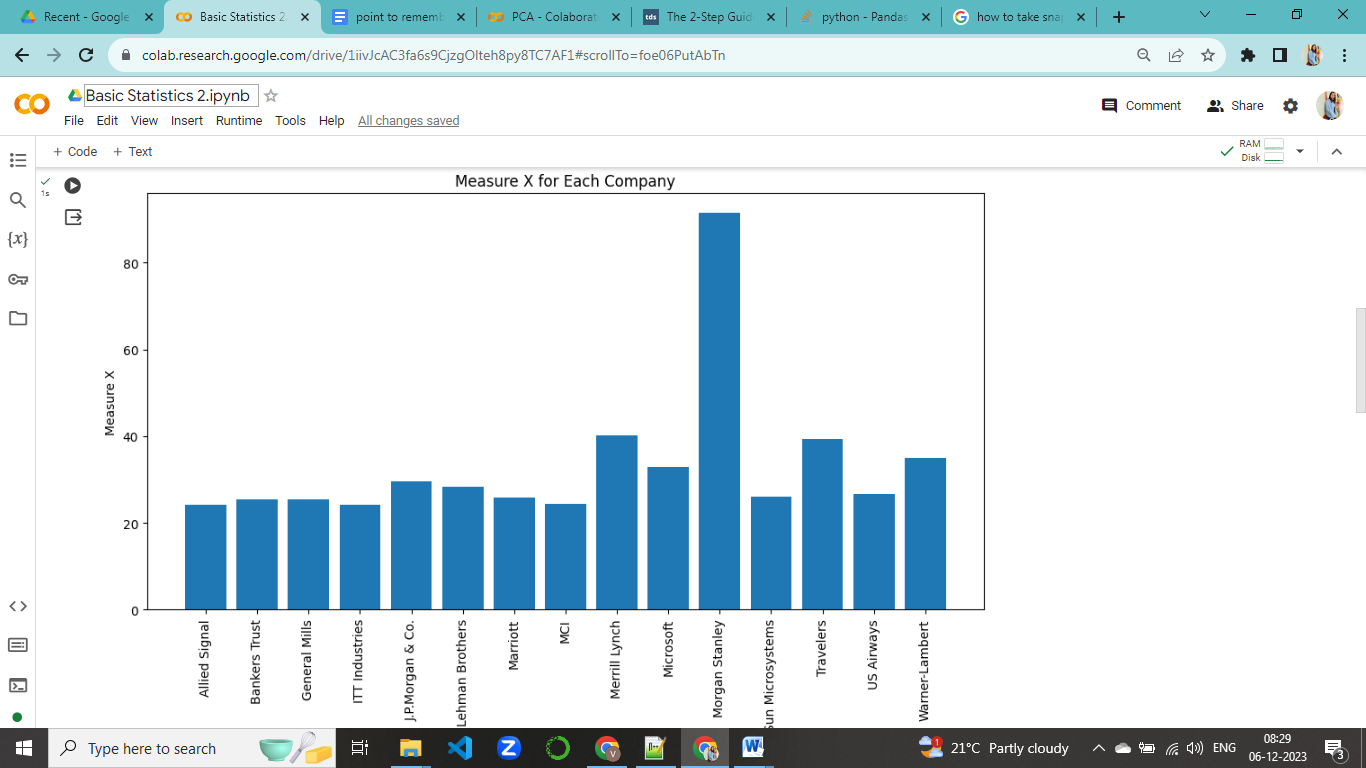 Recent - Google
Basic Statistics 2.
point to rememb
PCA - Colaborat
tds
The 2-Step Guid
python - Pandas
how to take snap
colab.research.google.com/drive/1iivJcAC3fa6s9CjzgOlteh8py8TC7AF1#scrollTo=foe06PutAbTn
Basic Statistics 2.ipynb
Comment
Share
File Edit View Insert Runtime Tools Help All changes saved
+ Code + Text
RAM
Disk
1s
{x}
Measure X for Each Company
Measure X
80
60
40
20
0
Allied Signal
Bankers Trust
General Mills
ITT Industries
J.P.Morgan & Co.
Lehman Brothers
Marriott
MCI
Merrill Lynch
Microsoft
Morgan Stanley
Sun Microsystems
Travelers
US Airways
Warner-Lambert
Type here to search
V
W
1
21°C Partly cloudy
ENG
08:29
06-12-2023
3